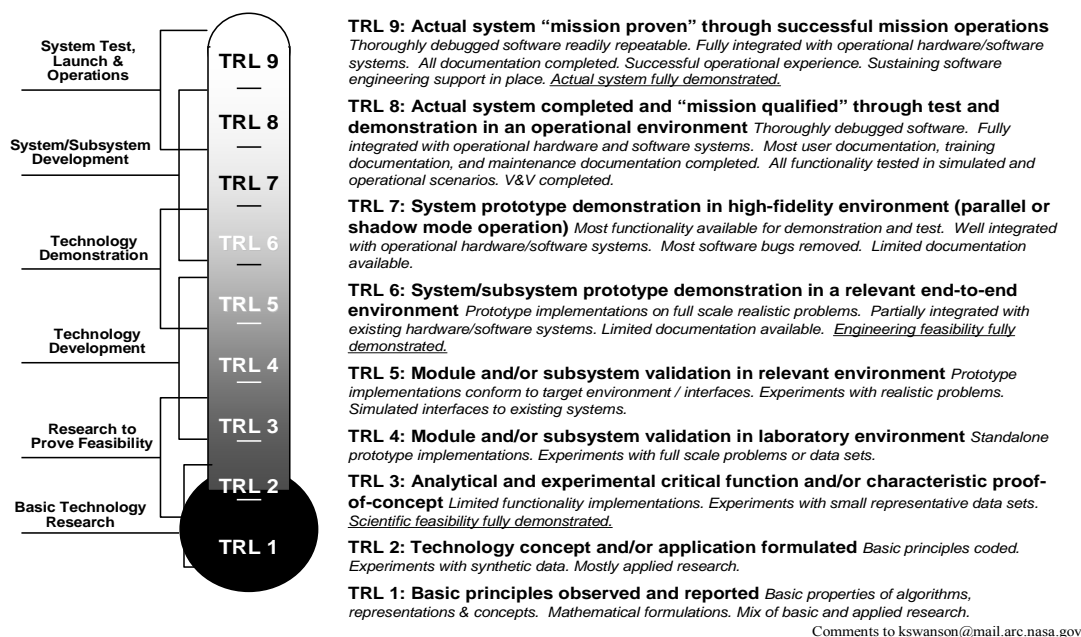 System Test,
Launch &
Operations
System/Subsystem
Development
Technology
Demonstration
Technology
Development
Research to
Prove Feasibility
Basic Technology
Research
TRL 9
TRL 8
TRL 7
TRL 6
TRL 5
TRL 4
TRL 3
TRL 2
TRL 1
TRL 9: Actual system “mission proven” through successful mission operations
Thoroughly debugged software readily repeatable. Fully integrated with operational hardware/software
systems. All documentation completed. Successful operational experience. Sustaining software
engineering support in place. Actual system fully demonstrated.
TRL 8: Actual system completed and “mission qualified” through test and
demonstration in an operational environment Thoroughly debugged software. Fully
integrated with operational hardware and software systems. Most user documentation, training
documentation, and maintenance documentation completed. All functionality tested in simulated and
operational scenarios. V&V completed.
TRL 7: System prototype demonstration in high-fidelity environment (parallel or
shadow mode operation) Most functionality available for demonstration and test. Well integrated
with operational hardware/software systems. Most software bugs removed. Limited documentation
available.
TRL 6: System/subsystem prototype demonstration in a relevant end-to-end
environment Prototype implementations on full scale realistic problems. Partially integrated with
existing hardware/software systems. Limited documentation available. Engineering feasibility fully
demonstrated.
TRL 5: Module and/or subsystem validation in relevant environment Prototype
implementations conform to target environment / interfaces. Experiments with realistic problems.
Simulated interfaces to existing systems.
TRL 4: Module and/or subsystem validation in laboratory environment Standalone
prototype implementations. Experiments with full scale problems or data sets.
TRL 3: Analytical and experimental critical function and/or characteristic proof-
of-concept Limited functionality implementations. Experiments with small representative data sets.
Scientific feasibility fully demonstrated.
TRL 2: Technology concept and/or application formulated Basic principles coded.
Experiments with synthetic data. Mostly applied research.
TRL 1: Basic principles observed and reported Basic properties of algorithms,
representations & concepts. Mathematical formulations. Mix of basic and applied research.
Comments to kswanson@mail.arc.nasa.gov